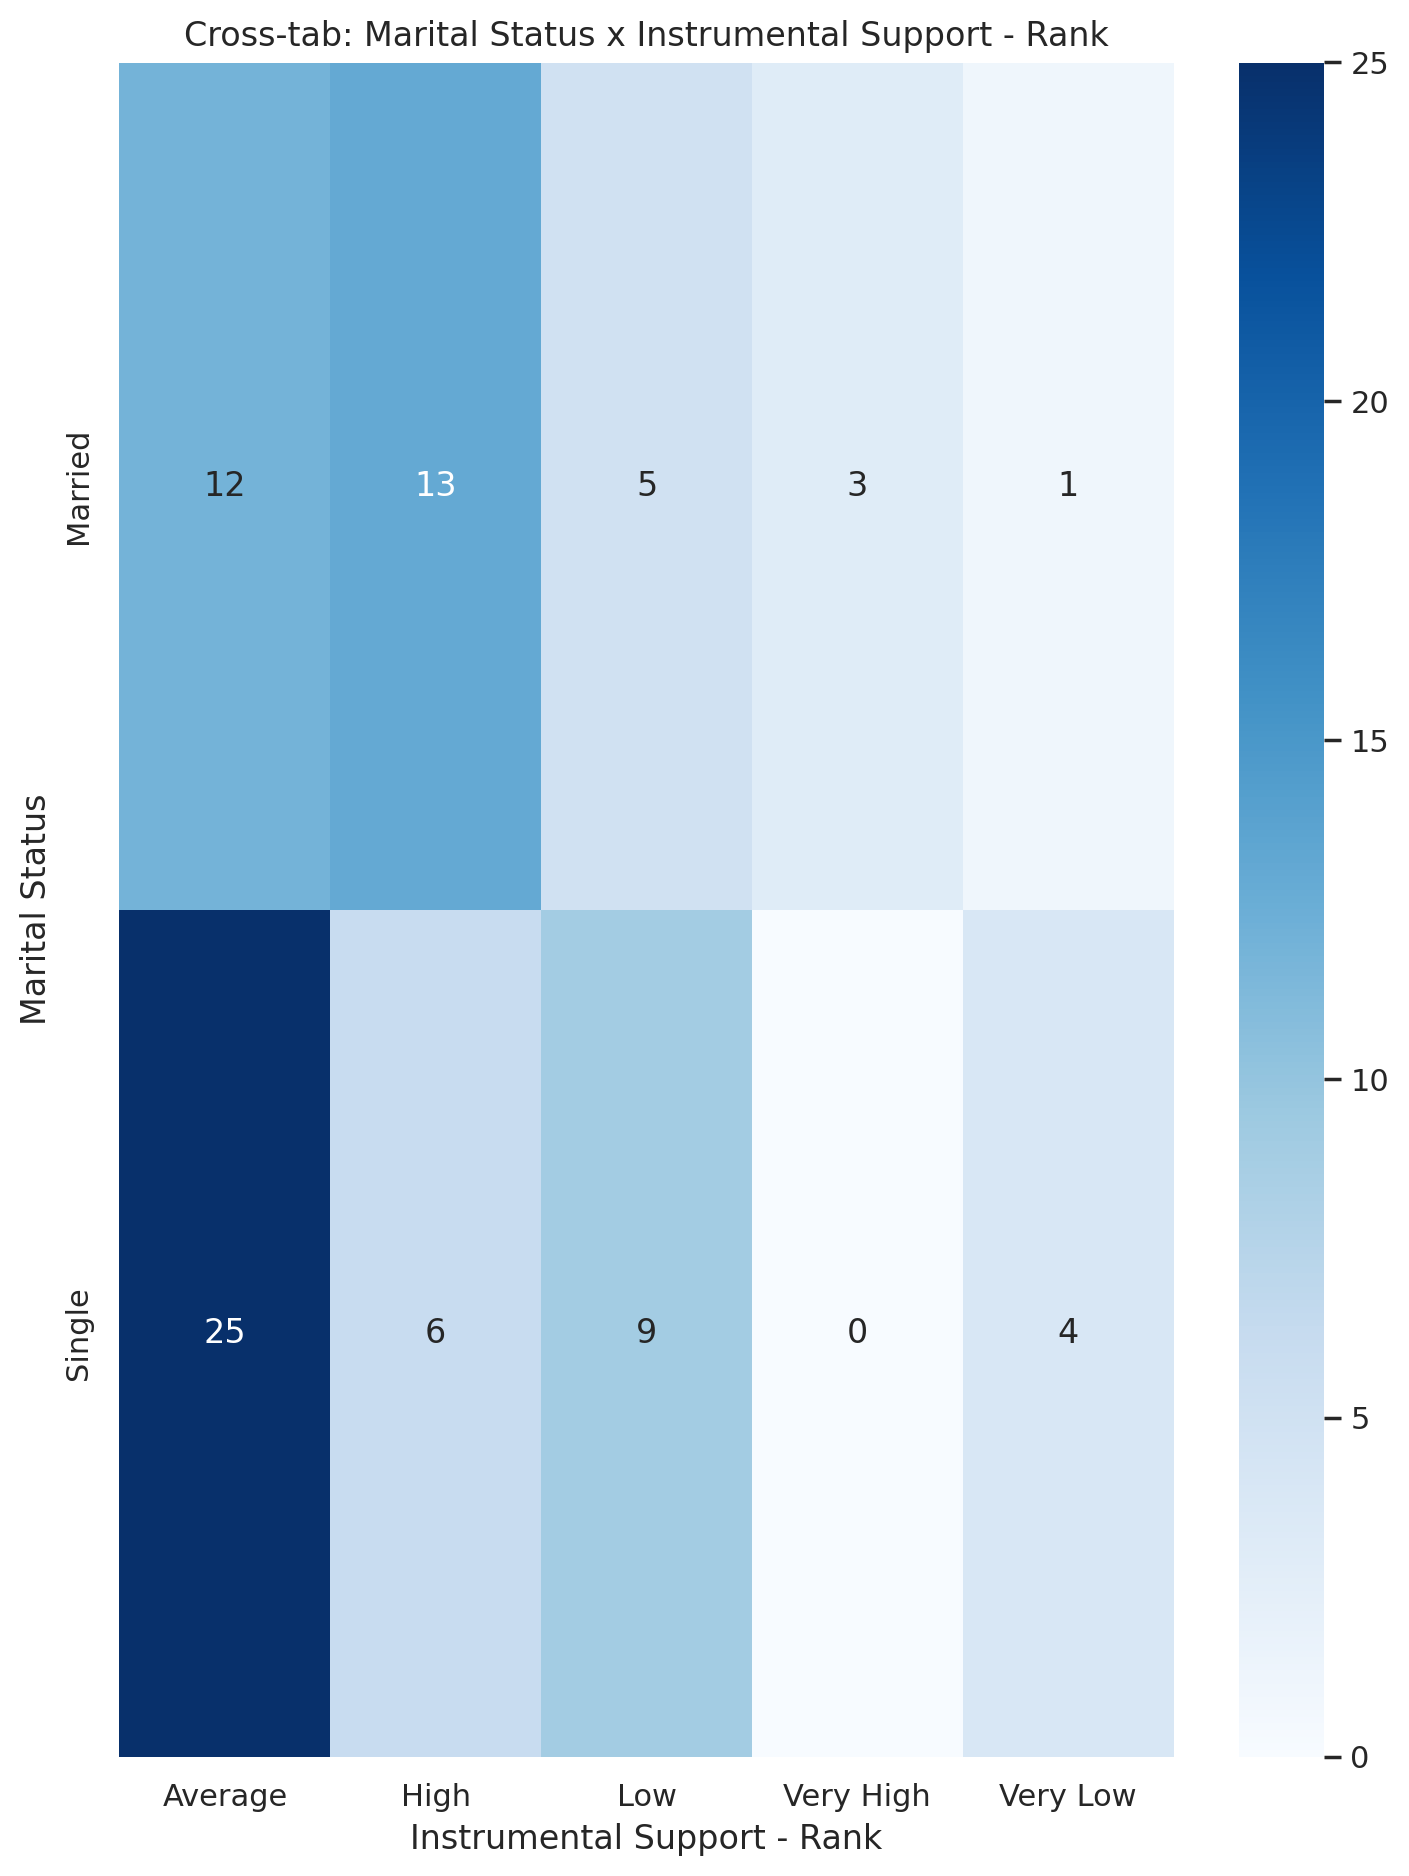 Cross-tab: Marital Status x Instrumental Support - Rank
Marital Status
Married
12 13 5 3 1
Single
25 6 9 0 4
Average High Low Very High Very Low
Instrumental Support - Rank
25
20
15
10
5
0